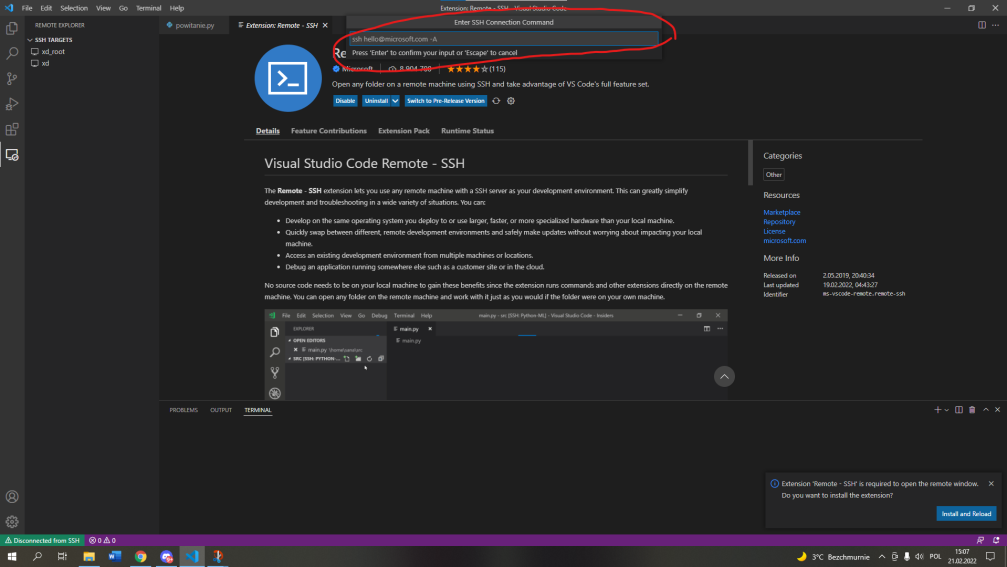 File Edit Selection View Go Terminal Help
Extension: Remote - SSH - Visual Studio Code
Enter SSH Connection Command
ssh hello@microsoft.com -A
Press 'Enter' to confirm your input or 'Escape' to cancel
REMOTE EXPLORER
SSH TARGETS
xd_root
xd
powitanie.py
Extension: Remote - SSH
Re
Microsoft
8,904,700
(115)
Open any folder on a remote machine using SSH and take advantage of VS Code's full feature set.
Disable Uninstall Switch to Pre-Release Version
Details Feature Contributions Extension Pack Runtime Status
Visual Studio Code Remote - SSH
The Remote - SSH extension lets you use any remote machine with a SSH server as your development environment. This can greatly simplify
development and troubleshooting in a wide variety of situations. You can:
Develop on the same operating system you deploy to or use larger, faster, or more specialized hardware than your local machine.
Quickly swap between different, remote development environments and safely make updates without worrying about impacting your local
machine.
Access an existing development environment from multiple machines or locations.
Debug an application running somewhere else such as a customer site or in the cloud.
No source code needs to be on your local machine to gain these benefits since the extension runs commands and other extensions directly on the remote
machine. You can open any folder on the remote machine and work with it just as you would if the folder were on your own machine.
File Edit Selection View Go Debug Terminal Help
main.py - src [SSH: Python-ML] - Visual Studio Code - Insiders
EXPLORER
OPEN EDITORS
main.py
SRC [SSH: PYTHON-...
main.py
main.py
Categories
Other
Resources
Marketplace
Repository
License
microsoft.com
More Info
Released on 2.05.2019, 20:40:34
Last updated 19.02.2022, 04:43:27
Identifier ms-vscode-remote.remote-ssh
PROBLEMS OUTPUT TERMINAL
Extension 'Remote - SSH' is required to open the remote window.
Do you want to install the extension?
Install and Reload
Disconnected from SSH
0 0
3°C Bezchmurnie
POL
15:07
21.02.2022